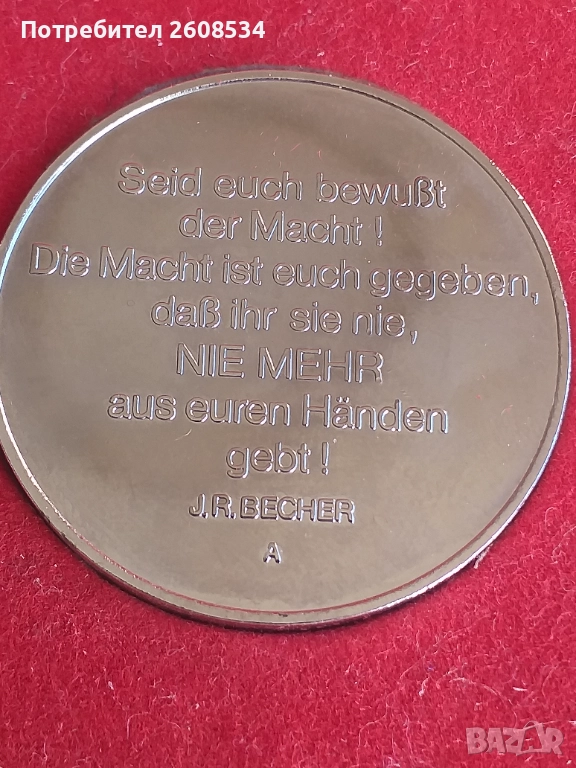 Потребител 2608534
Seid euch bewußt
der Macht!
Die Macht ist euch gegeben,
daß ihr sie nie,
NIE MEHR
aus euren Händen
gebt!
J.R.BECHER
A
BAZAR